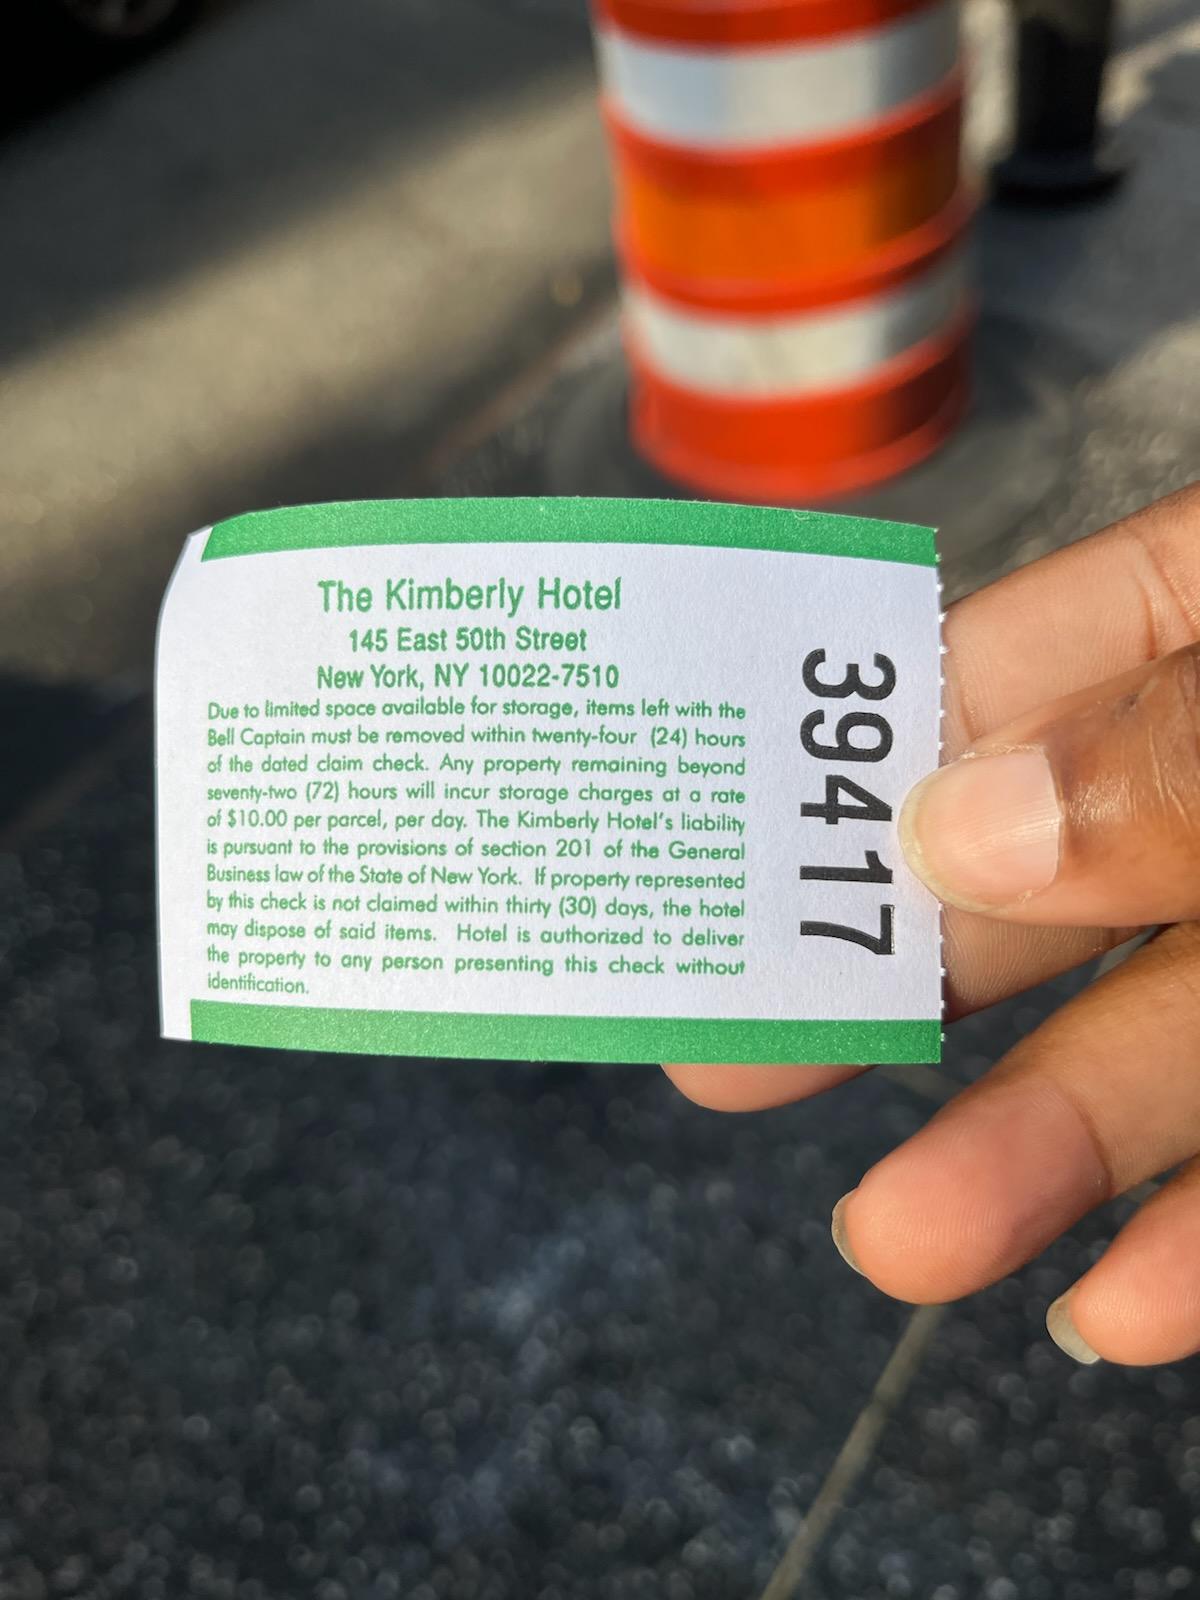 The Kimberly Hotel
145 East 50th Street
New York, NY 10022-7510
Due to limited space available for storage, items left with the
Bell Captain must be removed within twenty-four (24) hours
of the dated claim check. Any property remaining beyond
seventy-two (72) hours will incur storage charges at a rate
of $10.00 per parcel, per day. The Kimberly Hotel's liability
is pursuant to the provisions of section 201 of the General
Business law of the State of New York. If property represented
by this check is not claimed within thirty (30) days, the hotel
may dispose of said items. Hotel is authorized to deliver
the property to any person presenting this check without
identification.
39417